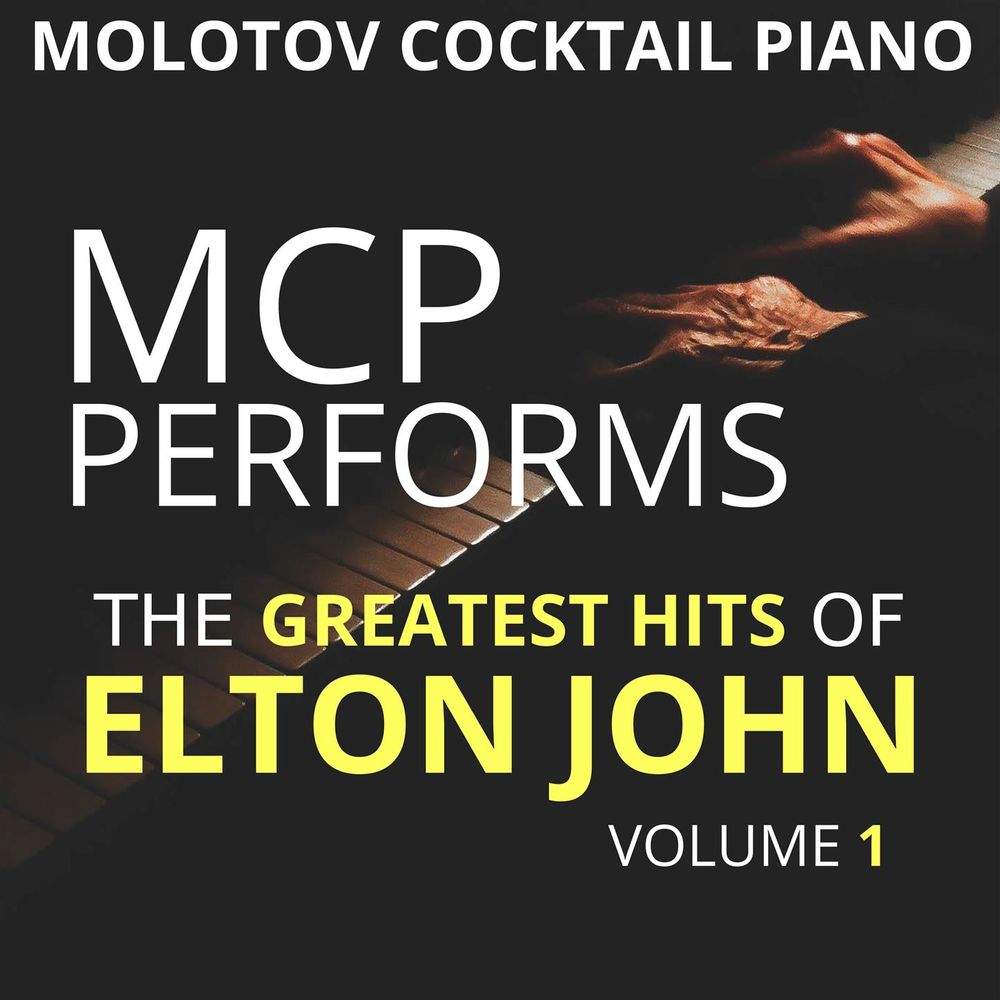 MOLOTOV COCKTAIL PIANO
MCP
PERFORMS
THE GREATEST HITS OF
ELTON JOHN
VOLUME 1